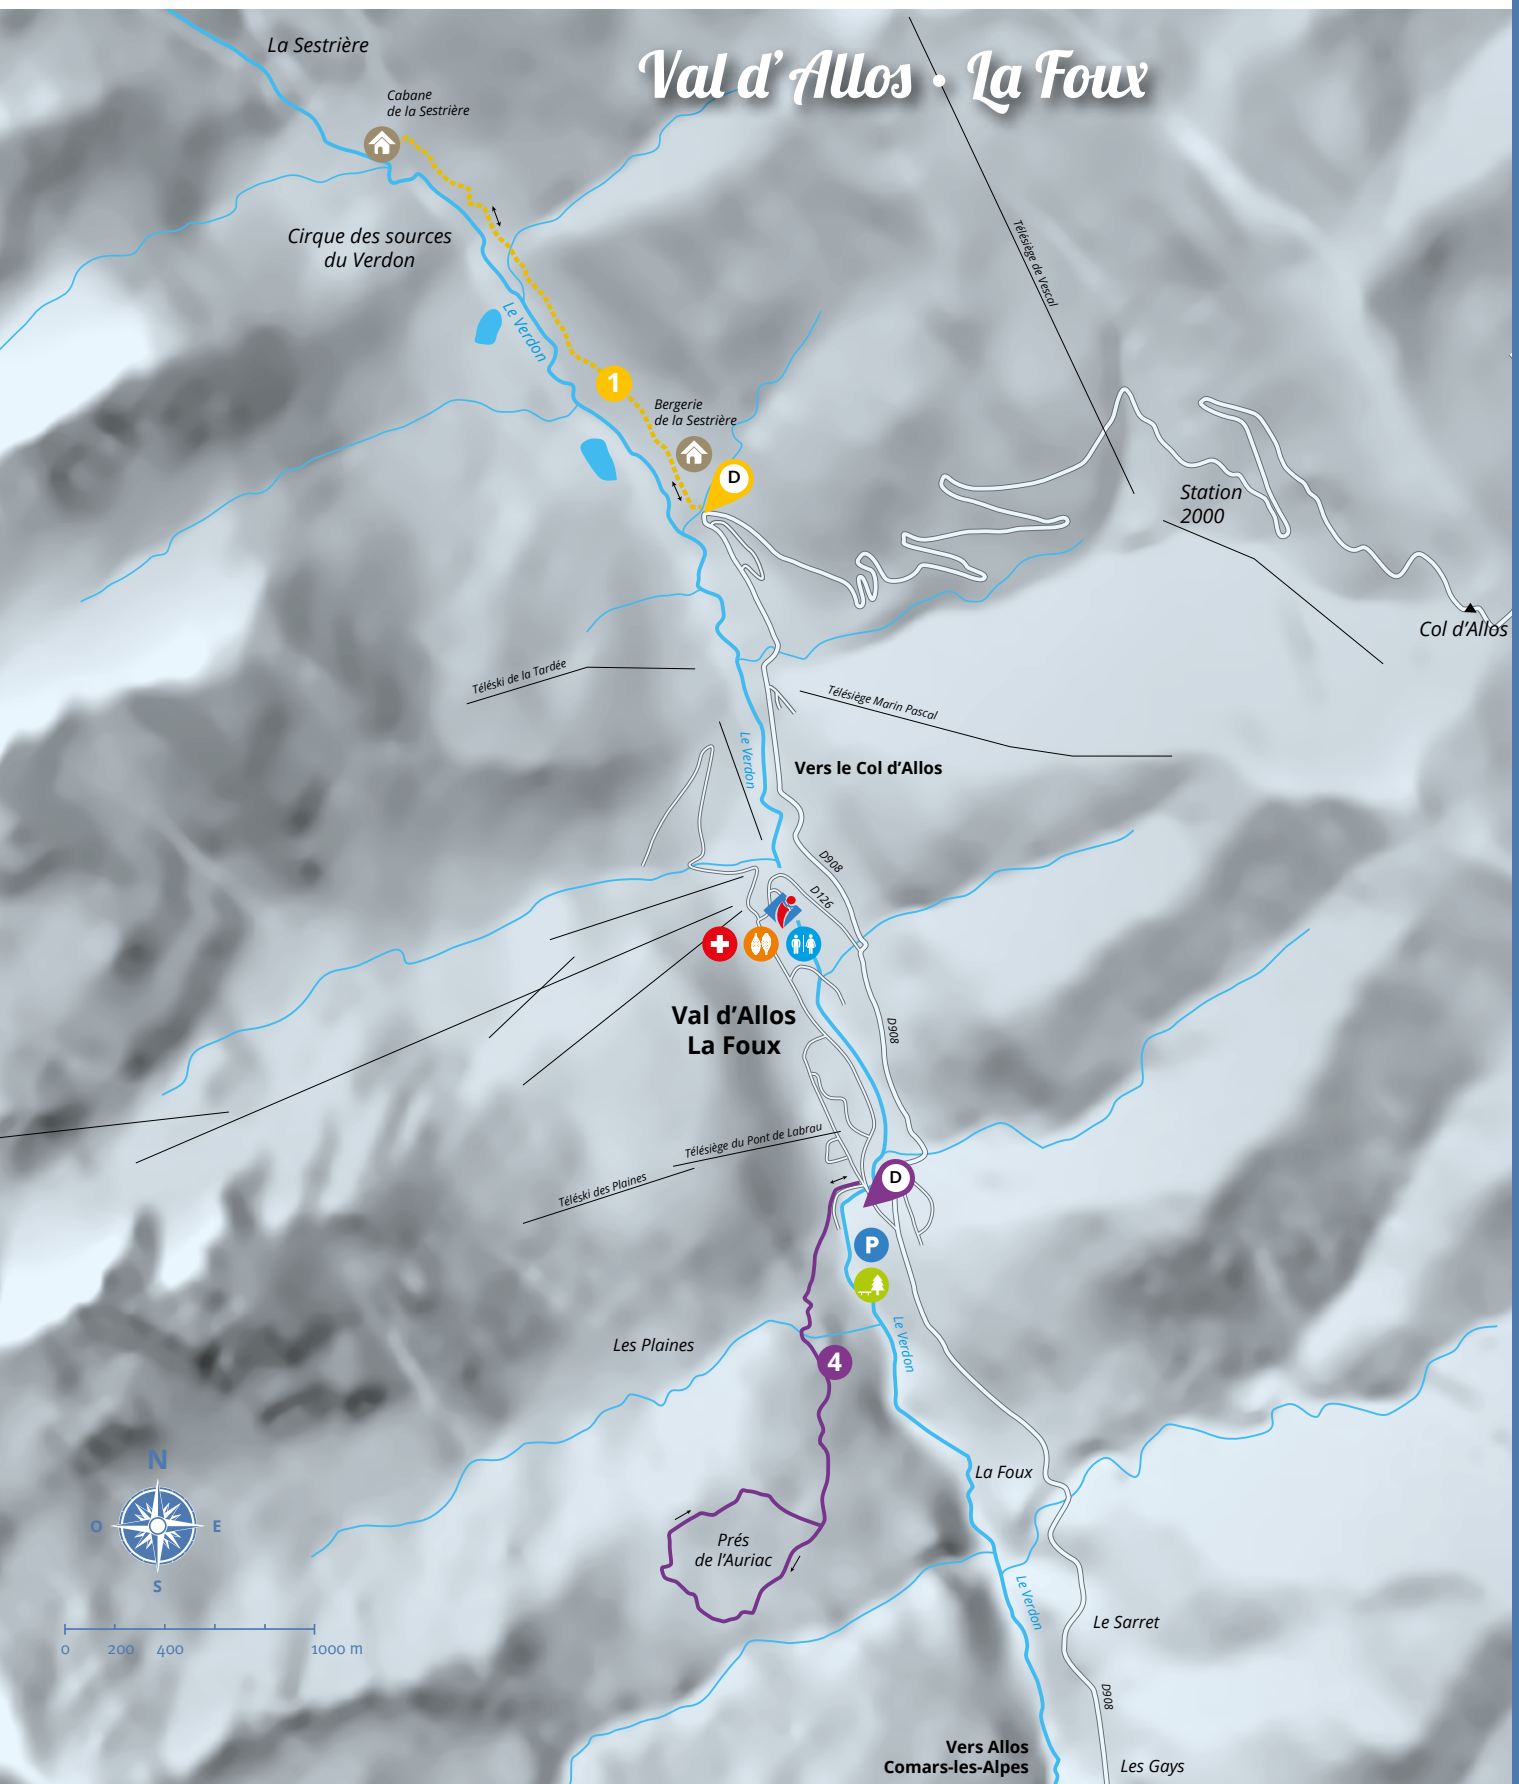 La Sestrière
Val d’Allos • La Foux
Cabane
de la Sestrière
Cirque des sources
du Verdon
Télésiège de Vescal
Le Verdon
1
Bergerie
de la Sestrière
D
Station
2000
Col d’Allos
Téléski de la Tardée
Télésiège Marin Pascal
Le Verdon
Vers le Col d’Allos
D908
D126
Val d’Allos
La Foux
D908
Télésiège du Pont de Labrau
Téléski des Plaines
D
P
Le Verdon
Les Plaines
4
N
O
E
S
La Foux
Prés
de l’Auriac
Le Verdon
Le Sarret
0 200 400 1000 m
D908
Vers Allos
Comars-les-Alpes
Les Gays